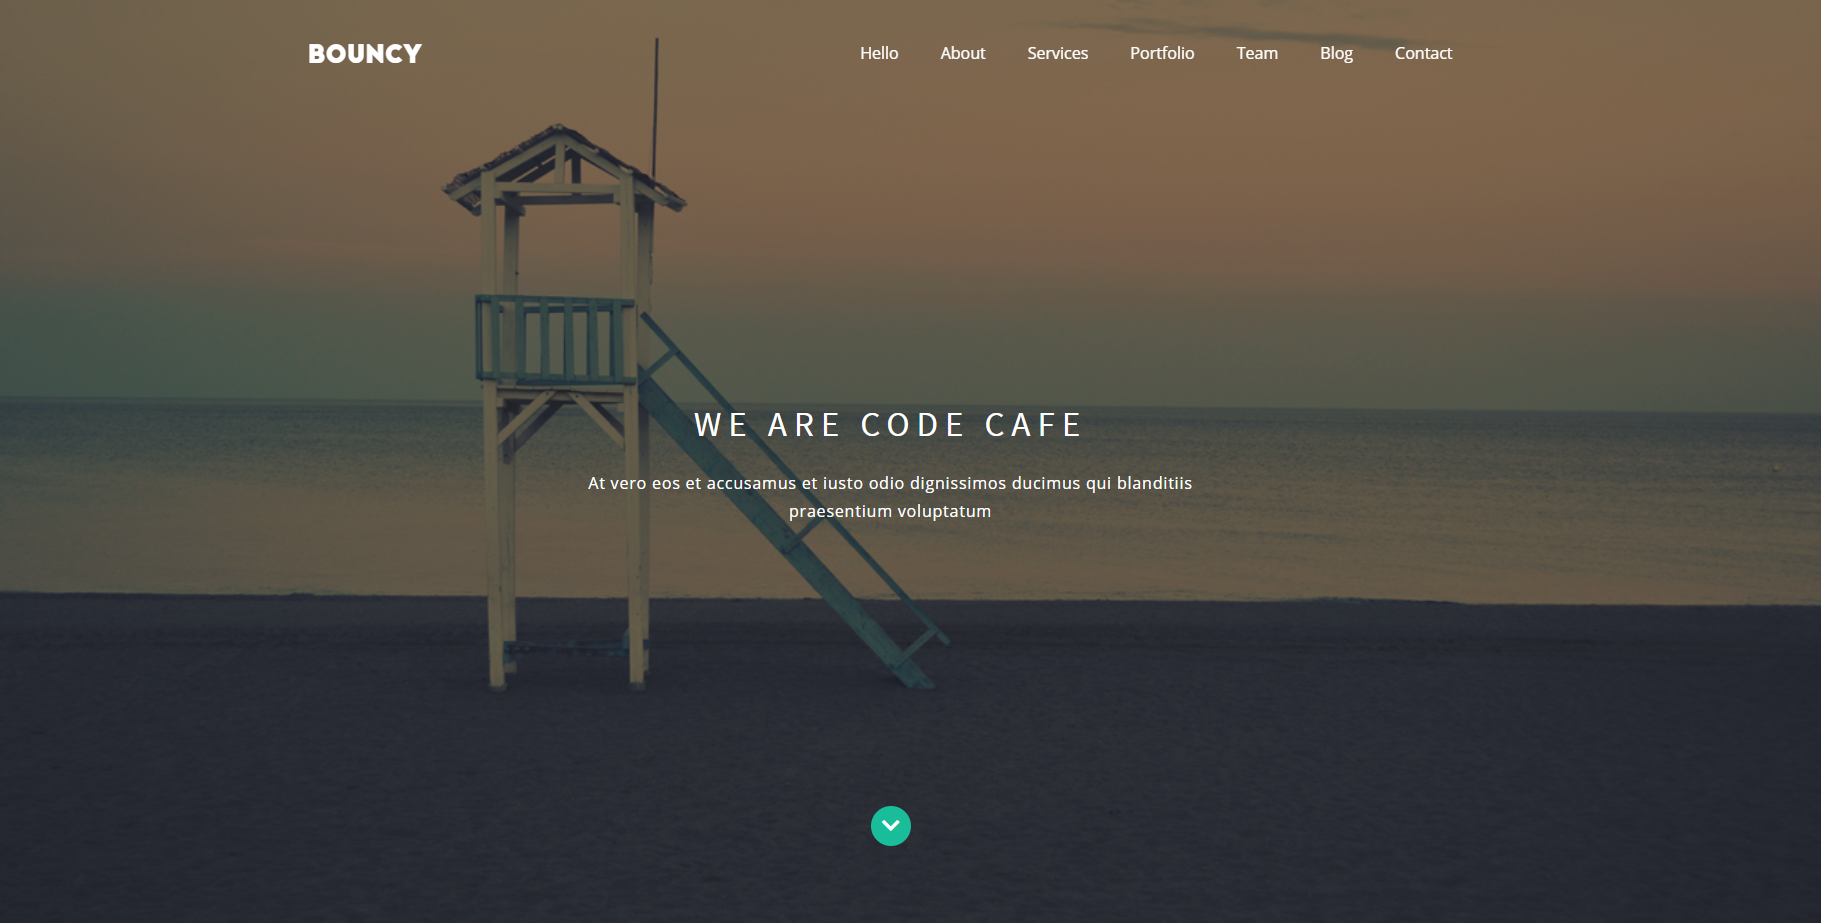 BOUNCY
Hello About Services Portfolio Team Blog Contact
WE ARE CODE CAFE
At vero eos et accusamus et iusto odio dignissimos ducimus qui blanditiis
praesentium voluptatum